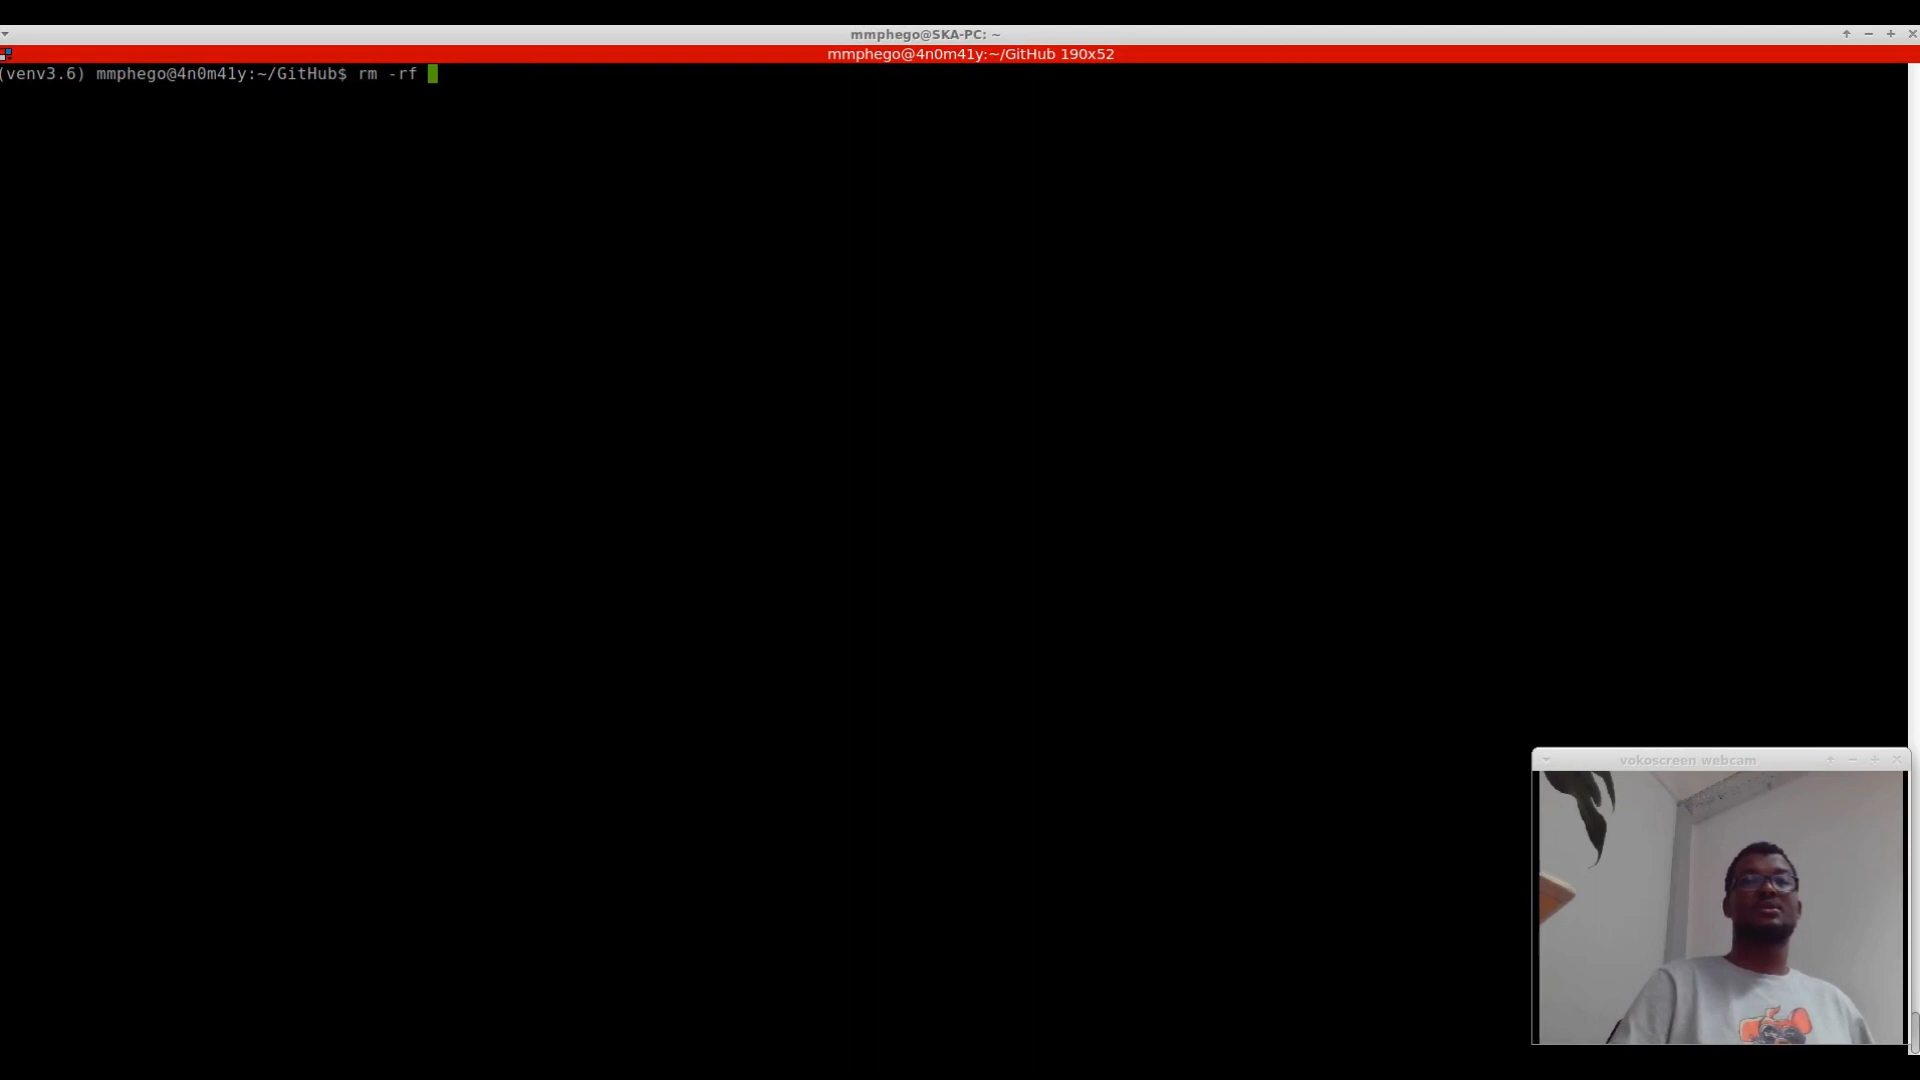 mmphego@SKA-PC: ~
mmphego@4n0m41y:~/GitHub 190x52
(venv3.6) mmphego@4n0m41y:~/GitHub$ rm -rf
vokoscreen webcam